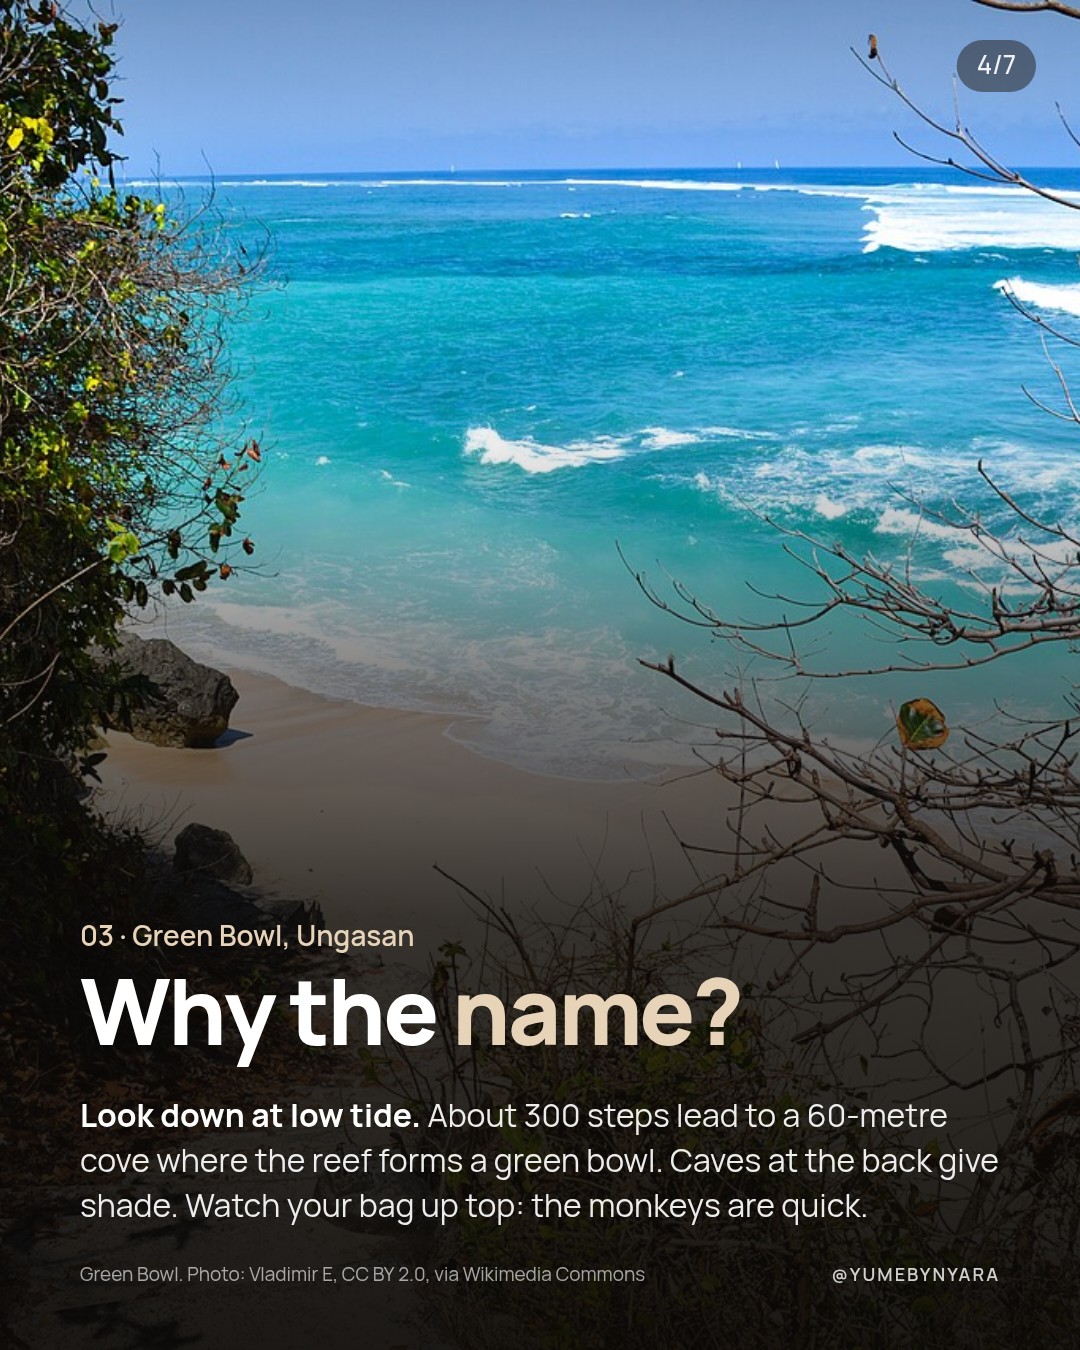 4/7
03 · Green Bowl, Ungasan
Why the name?
Look down at low tide. About 300 steps lead to a 60-metre
cove where the reef forms a green bowl. Caves at the back give
shade. Watch your bag up top: the monkeys are quick.
Green Bowl. Photo: Vladimir E, CC BY 2.0, via Wikimedia Commons
@YUMEBYNYARA